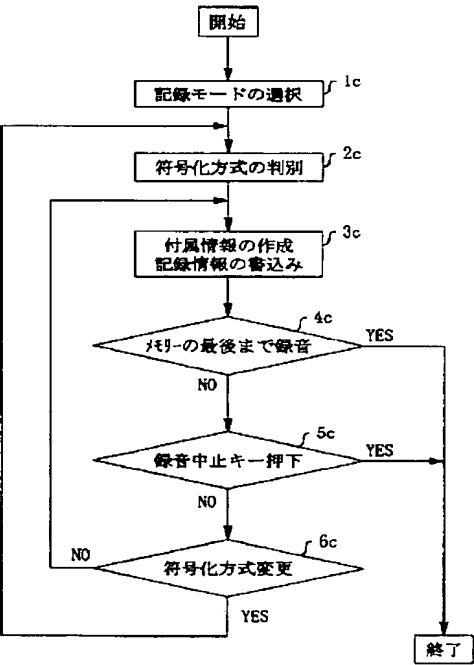 開始
記録モードの選択
1c
符号化方式の判別
2c
付属情報の作成
記録情報の書込み
3c
ﾒﾓﾘｰの最後まで録音
4c
YES
NO
録音中止キー押下
5c
YES
NO
符号化方式変更
6c
NO
YES
終了